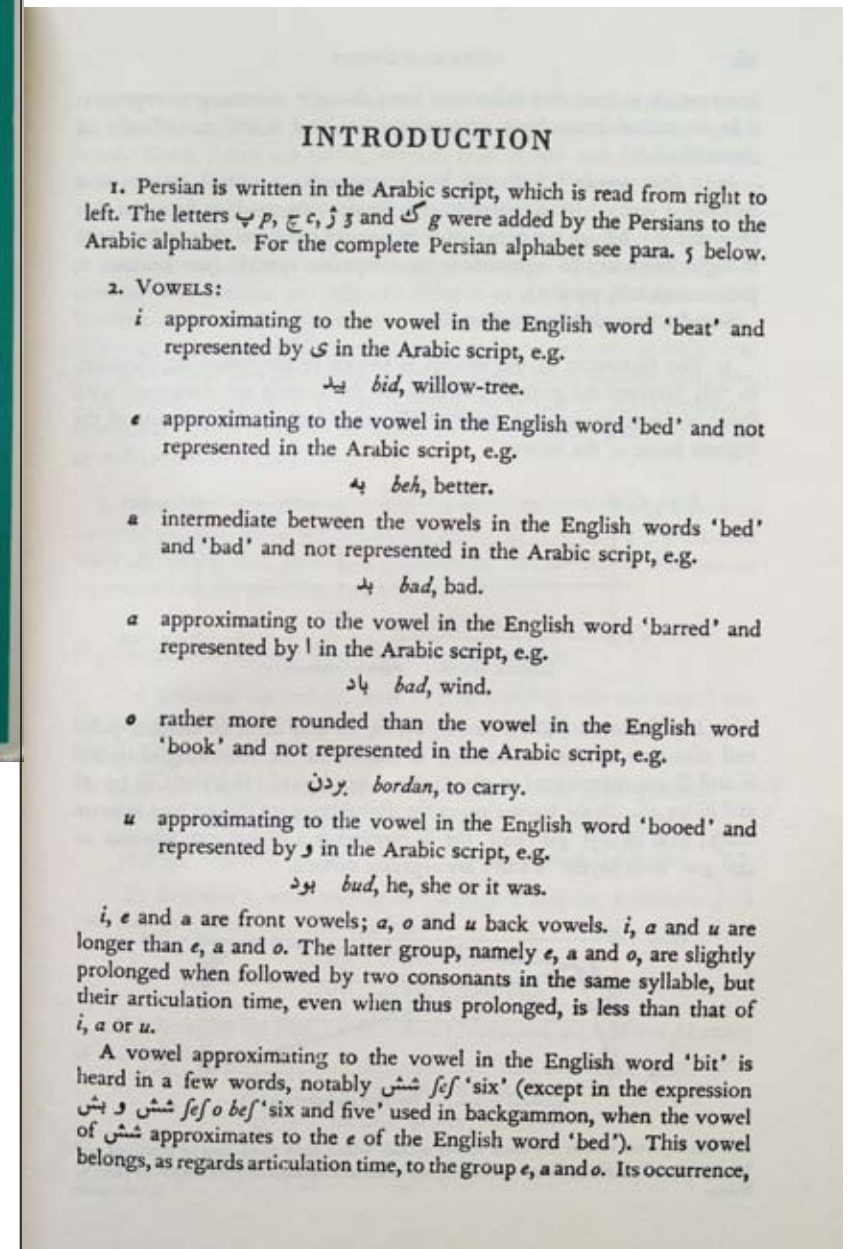 INTRODUCTION
1. Persian is written in the Arabic script, which is read from right to
left. The letters پ p, چ c, ژ ʒ and گ g were added by the Persians to the
Arabic alphabet. For the complete Persian alphabet see para. 5 below.
2. VOWELS:
i approximating to the vowel in the English word ‘beat’ and
represented by ی in the Arabic script, e.g.
بید bid, willow-tree.
e approximating to the vowel in the English word ‘bed’ and not
represented in the Arabic script, e.g.
به beh, better.
a intermediate between the vowels in the English words ‘bed’
and ‘bad’ and not represented in the Arabic script, e.g.
بد bad, bad.
ɑ approximating to the vowel in the English word ‘barred’ and
represented by ا in the Arabic script, e.g.
باد bɑd, wind.
o rather more rounded than the vowel in the English word
‘book’ and not represented in the Arabic script, e.g.
بردن bordan, to carry.
u approximating to the vowel in the English word ‘booed’ and
represented by و in the Arabic script, e.g.
بود bud, he, she or it was.
i, e and a are front vowels; ɑ, o and u back vowels. i, ɑ and u are
longer than e, a and o. The latter group, namely e, a and o, are slightly
prolonged when followed by two consonants in the same syllable, but
their articulation time, even when thus prolonged, is less than that of
i, ɑ or u.
A vowel approximating to the vowel in the English word ‘bit’ is
heard in a few words, notably شش ʃeʃ ‘six’ (except in the expression
شش و بش ʃeʃ o beʃ ‘six and five’ used in backgammon, when the vowel
of شش approximates to the e of the English word ‘bed’). This vowel
belongs, as regards articulation time, to the group e, a and o. Its occurrence,